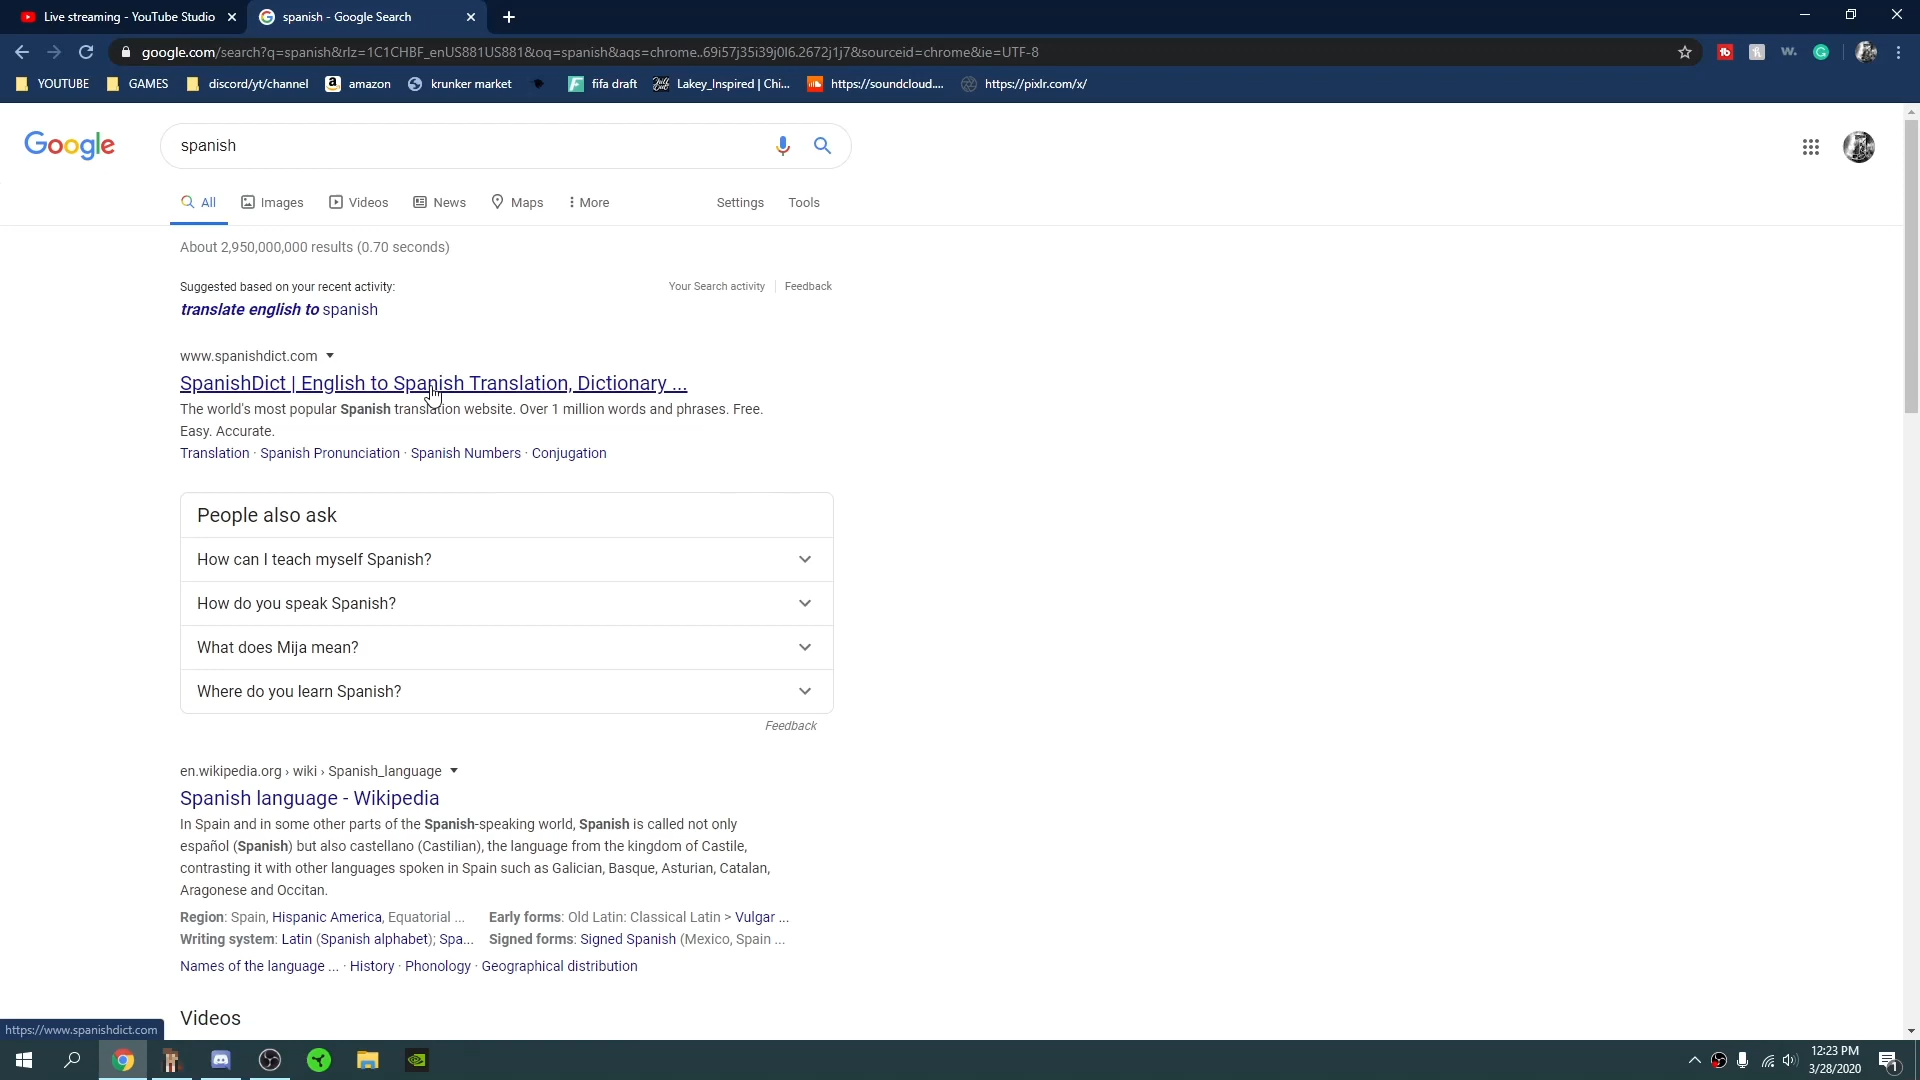 Live streaming - YouTube Studio
spanish - Google Search
google.com/search?q=spanish&rlz=1C1CHBF_enUS881US881&oq=spanish&aqs=chrome..69i57j35i39j0l6.2672j1j7&sourceid=chrome&ie=UTF-8
YOUTUBE GAMES discord/yt/channel amazon krunker market fifa draft Lakey_Inspired | Chi... https://soundcloud.... https://pixlr.com/x/
Google
spanish
All Images Videos News Maps More Settings Tools
About 2,950,000,000 results (0.70 seconds)
Suggested based on your recent activity: Your Search activity Feedback
translate english to spanish
www.spanishdict.com
SpanishDict | English to Spanish Translation, Dictionary ...
The world's most popular Spanish translation website. Over 1 million words and phrases. Free.
Easy. Accurate.
Translation · Spanish Pronunciation · Spanish Numbers · Conjugation
People also ask
How can I teach myself Spanish?
How do you speak Spanish?
What does Mija mean?
Where do you learn Spanish?
Feedback
en.wikipedia.org › wiki › Spanish_language
Spanish language - Wikipedia
In Spain and in some other parts of the Spanish-speaking world, Spanish is called not only
español (Spanish) but also castellano (Castilian), the language from the kingdom of Castile,
contrasting it with other languages spoken in Spain such as Galician, Basque, Asturian, Catalan,
Aragonese and Occitan.
Region: Spain, Hispanic America, Equatorial ... Early forms: Old Latin: Classical Latin > Vulgar ...
Writing system: Latin (Spanish alphabet); Spa... Signed forms: Signed Spanish (Mexico, Spain ...
Names of the language ... · History · Phonology · Geographical distribution
Videos
https://www.spanishdict.com
12:23 PM
3/28/2020
1